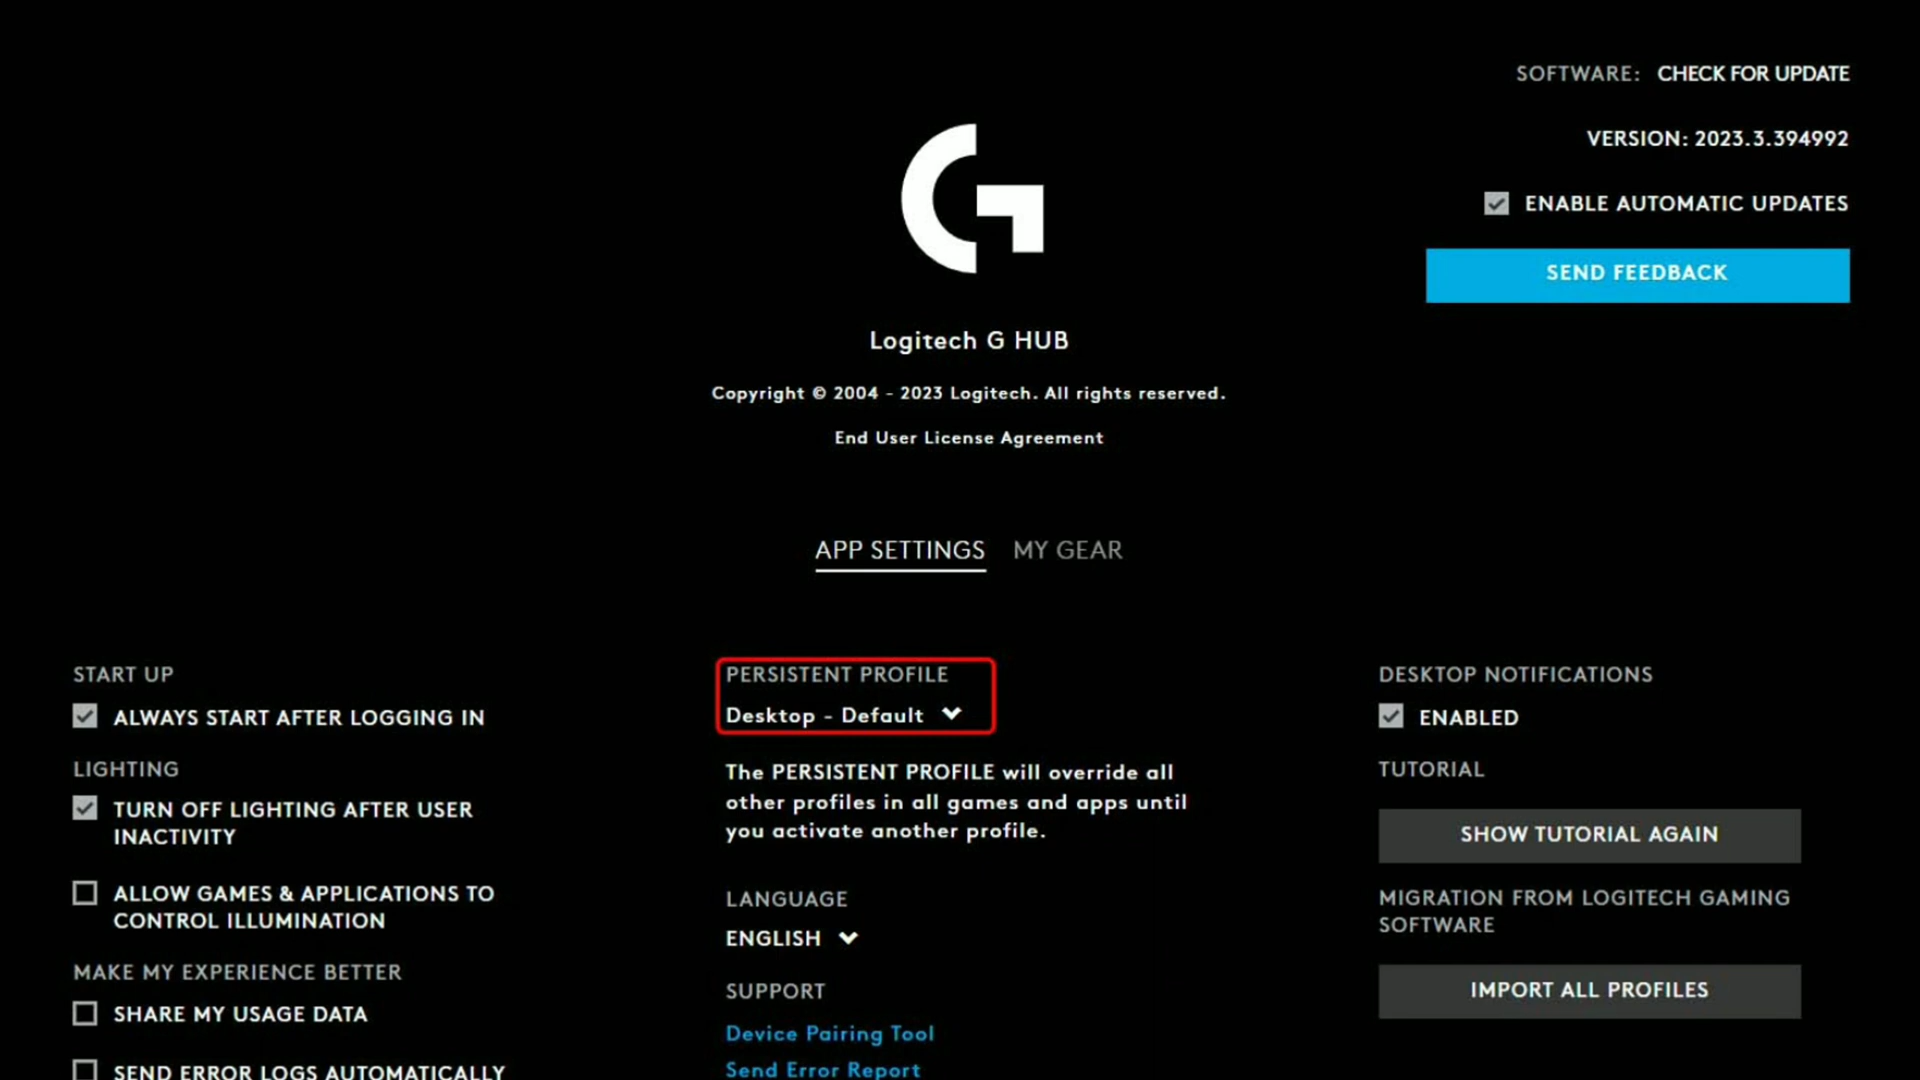 SOFTWARE: CHECK FOR UPDATE
VERSION: 2023.3.394992
ENABLE AUTOMATIC UPDATES
SEND FEEDBACK
Logitech G HUB
Copyright © 2004 - 2023 Logitech. All rights reserved.
End User License Agreement
APP SETTINGS MY GEAR
START UP
ALWAYS START AFTER LOGGING IN
LIGHTING
TURN OFF LIGHTING AFTER USER
INACTIVITY
ALLOW GAMES & APPLICATIONS TO
CONTROL ILLUMINATION
MAKE MY EXPERIENCE BETTER
SHARE MY USAGE DATA
SEND ERROR LOGS AUTOMATICALLY
PERSISTENT PROFILE
Desktop - Default
The PERSISTENT PROFILE will override all
other profiles in all games and apps until
you activate another profile.
LANGUAGE
ENGLISH
SUPPORT
Device Pairing Tool
Send Error Report
DESKTOP NOTIFICATIONS
ENABLED
TUTORIAL
SHOW TUTORIAL AGAIN
MIGRATION FROM LOGITECH GAMING
SOFTWARE
IMPORT ALL PROFILES